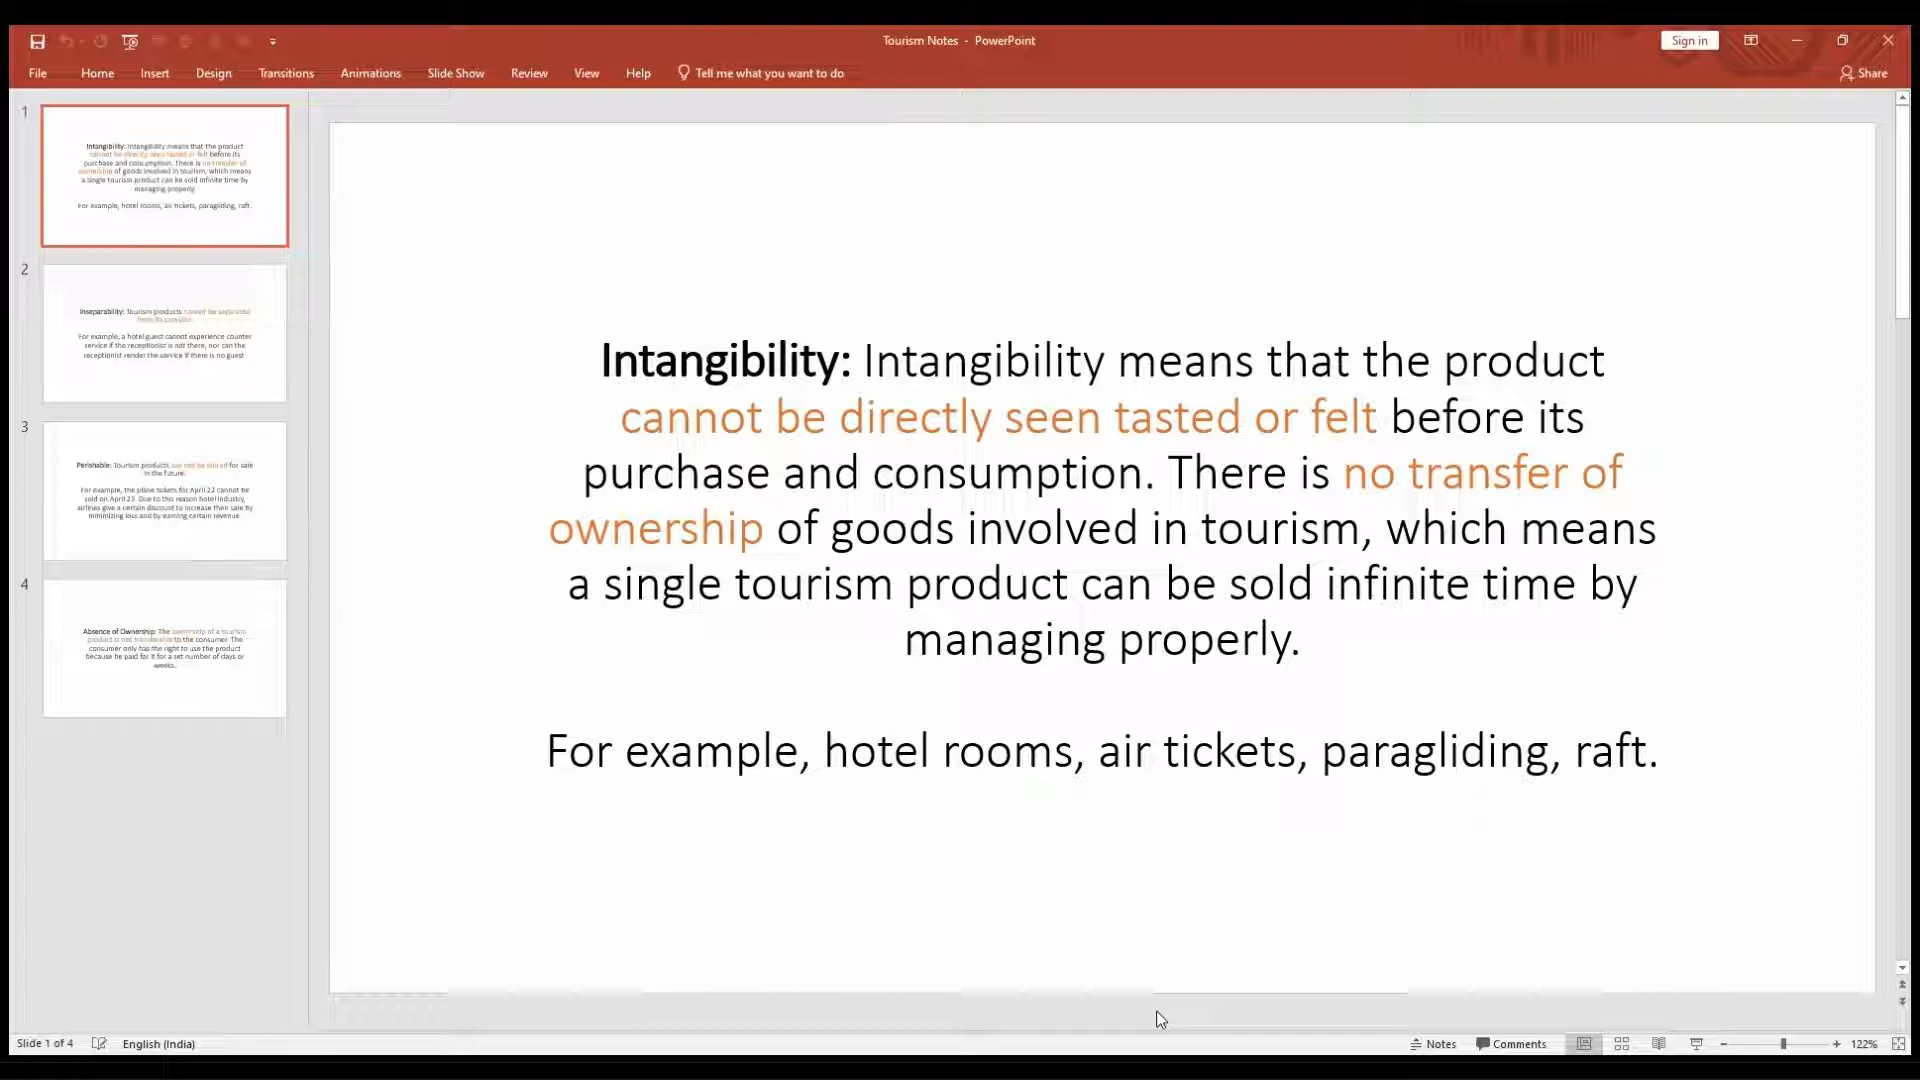 Tourism Notes - PowerPoint
Sign in
File Home Insert Design Transitions Animations Slide Show Review View Help Tell me what you want to do
Share
1
Intangibility: Intangibility means that the product
cannot be directly seen tasted or felt before its
purchase and consumption. There is no transfer of
ownership of goods involved in tourism, which means
a single tourism product can be sold infinite time by
managing properly.
For example, hotel rooms, air tickets, paragliding, raft.
2
Inseparability: Tourism products cannot be separated
from its provider.
For example, a hotel guest cannot experience counter
service if the receptionist is not there, nor can the
receptionist render the service if there is no guest
3
Perishable: Tourism products can not be stored for sale
in the future.
For example, the plane tickets for April 22 cannot be
sold on April 23. Due to this reason hotel industry,
airlines give a certain discount to increase their sale by
minimizing loss and by earning certain revenue
4
Absence of Ownership: The ownership of a tourism
product is not transferable to the consumer. The
consumer only has the right to use the product
because he paid for it for a set number of days or
weeks.
Intangibility: Intangibility means that the product
cannot be directly seen tasted or felt before its
purchase and consumption. There is no transfer of
ownership of goods involved in tourism, which means
a single tourism product can be sold infinite time by
managing properly.
For example, hotel rooms, air tickets, paragliding, raft.
Slide 1 of 4 English (India) Notes Comments 122%